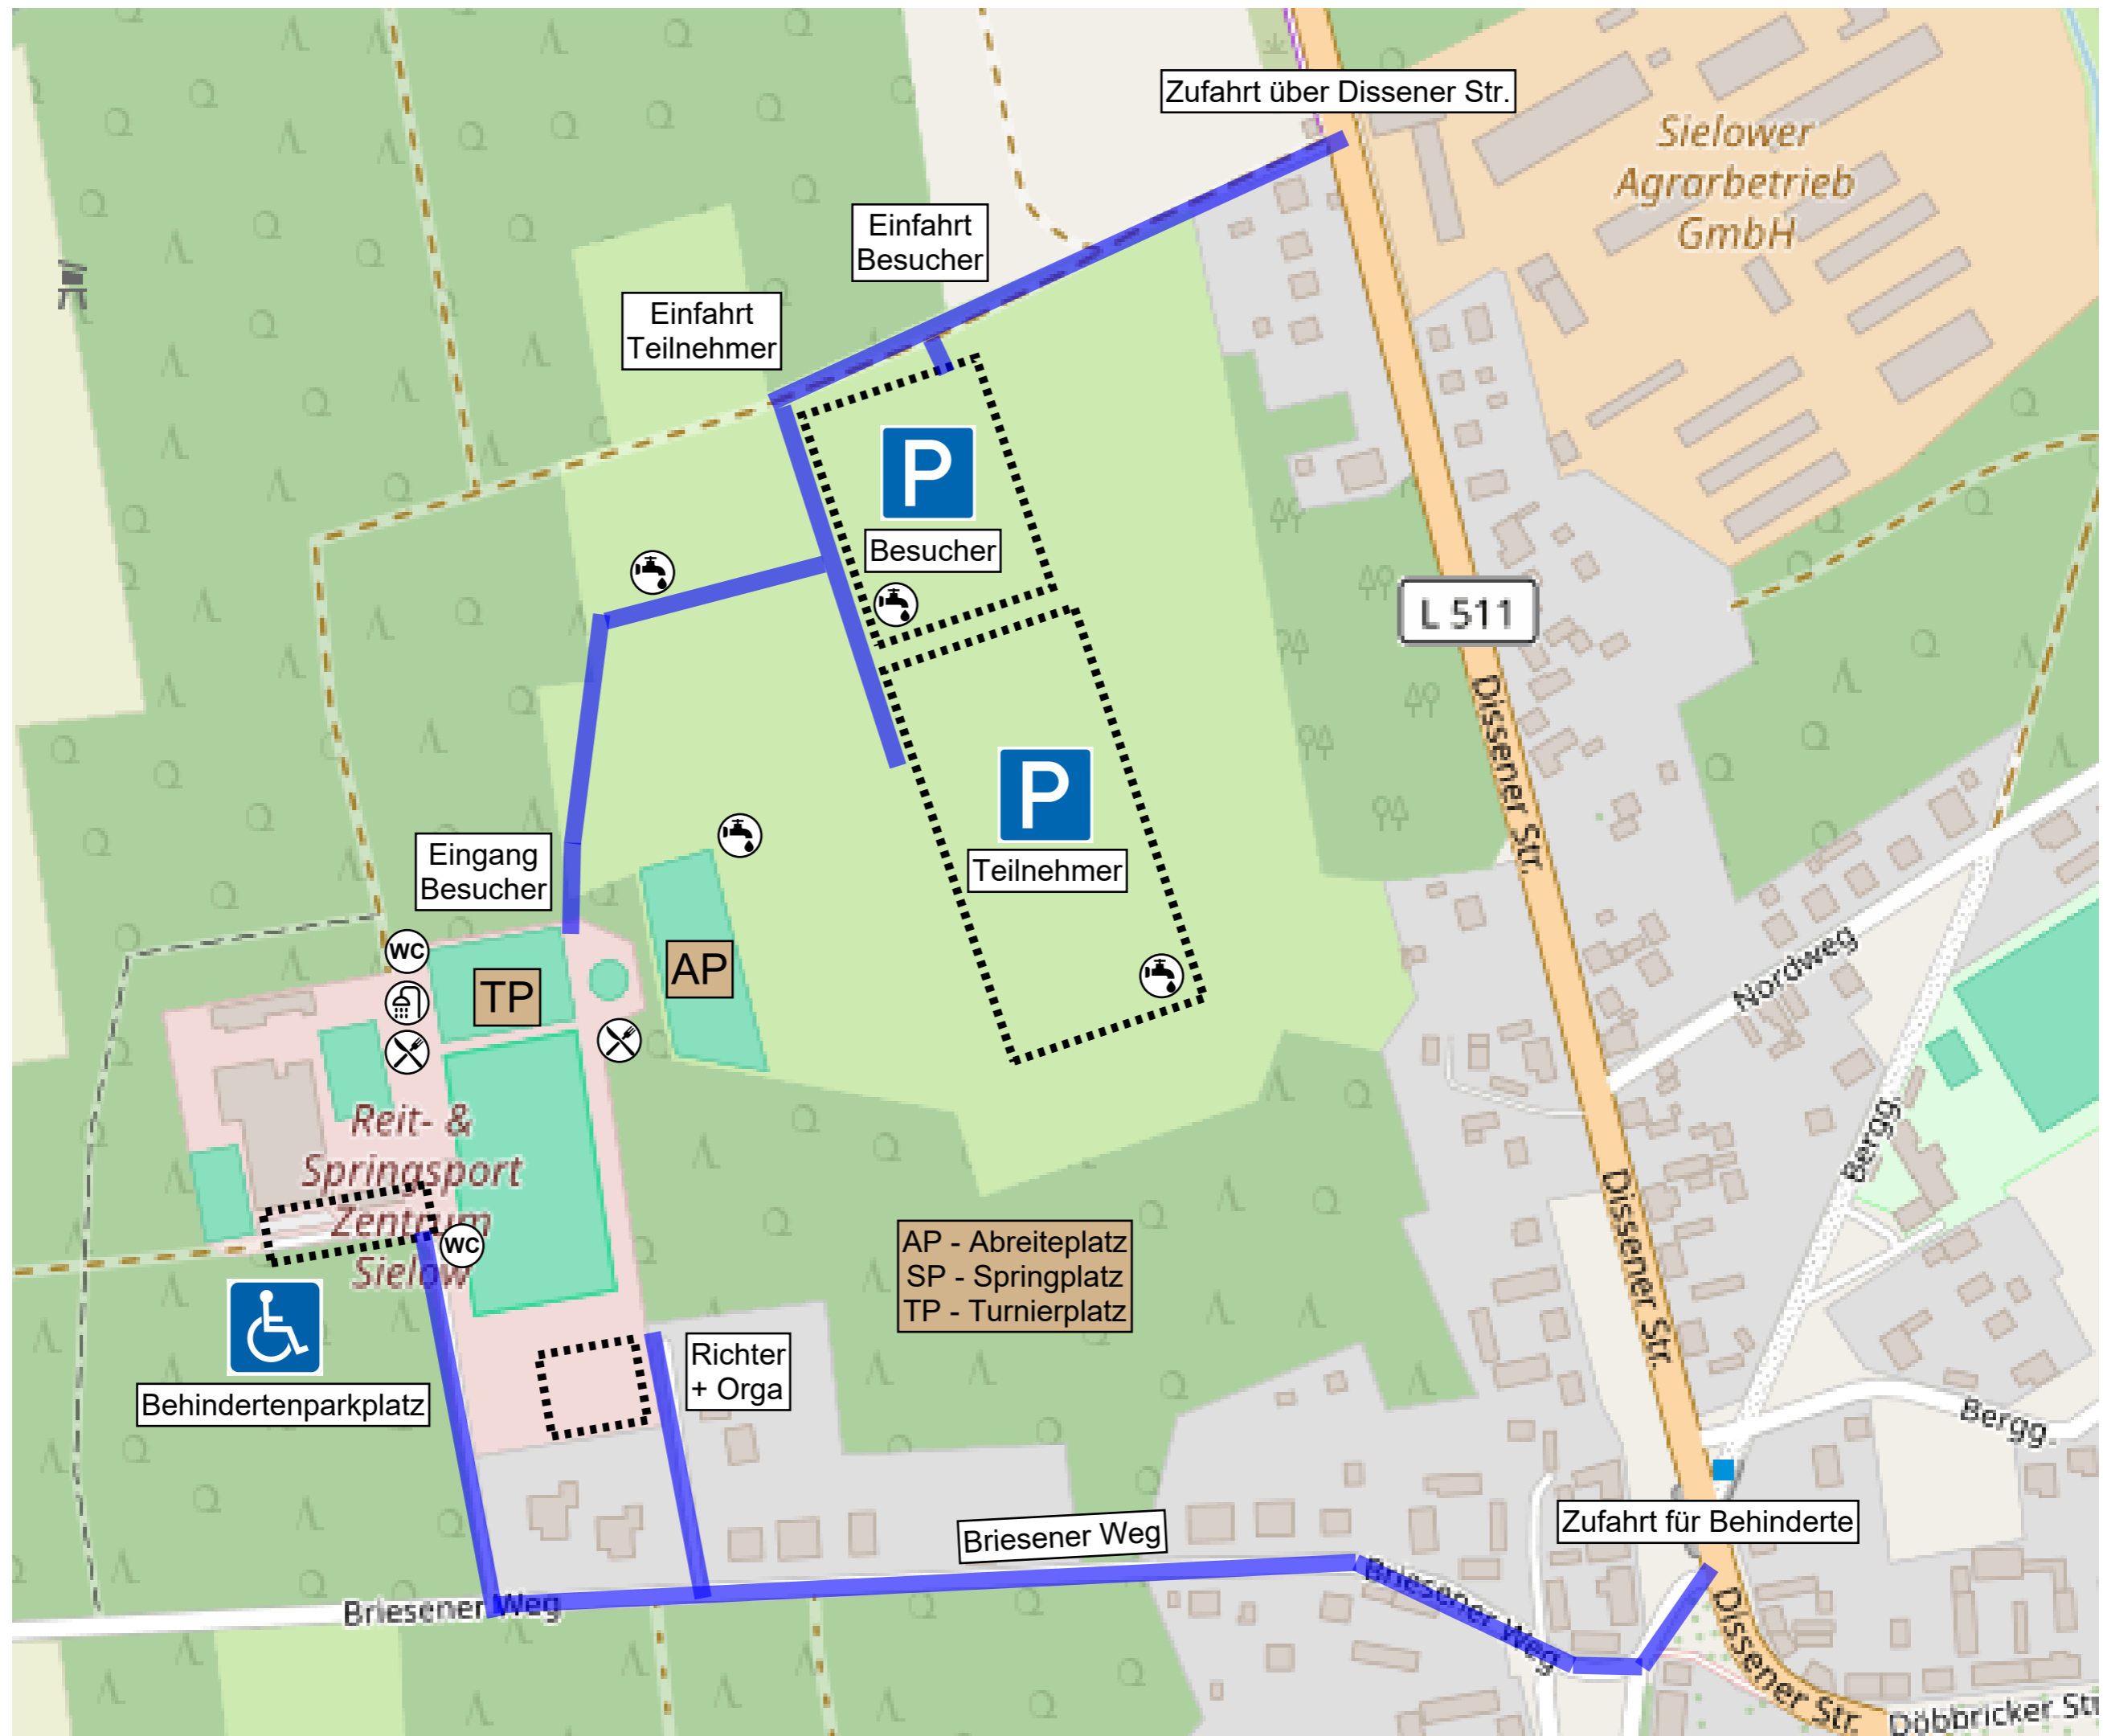 Zufahrt über Dissener Str.
Sielower
Agrarbetrieb
GmbH
Einfahrt
Besucher
Einfahrt
Teilnehmer
P
Besucher
L 511
Dissener Str.
P
Teilnehmer
Eingang
Besucher
WC
TP
AP
Nordweg
Reit- &
Springsport
Zentrum
Sielow
WC
Bergg.
Dissener Str.
AP - Abreiteplatz
SP - Springplatz
TP - Turnierplatz
Behindertenparkplatz
Richter
+ Orga
Bergg.
Zufahrt für Behinderte
Briesener Weg
Briesener Weg
Briesener Weg
Dissener Str.
Döbbricker Str